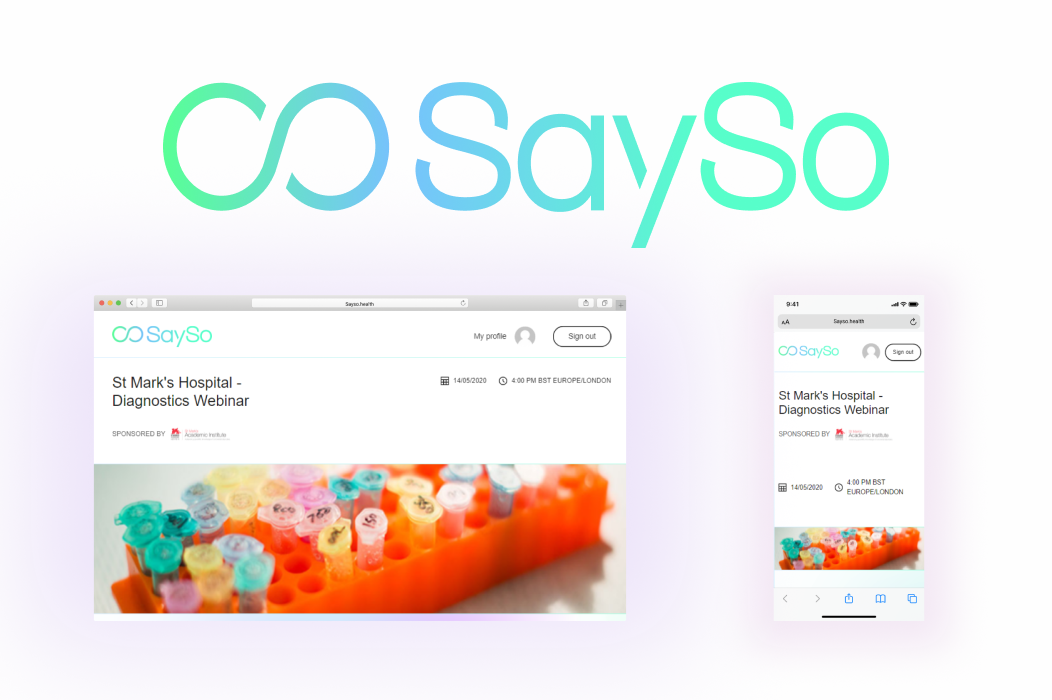 SaySo
Sayso.health
SaySo
My profile
Sign out
St Mark's Hospital -
Diagnostics Webinar
14/05/2020
4:00 PM BST EUROPE/LONDON
SPONSORED BY
Academic Institute
9:41
AA
Sayso.health
SaySo
Sign out
St Mark's Hospital -
Diagnostics Webinar
SPONSORED BY
Academic Institute
14/05/2020
4:00 PM BST
EUROPE/LONDON